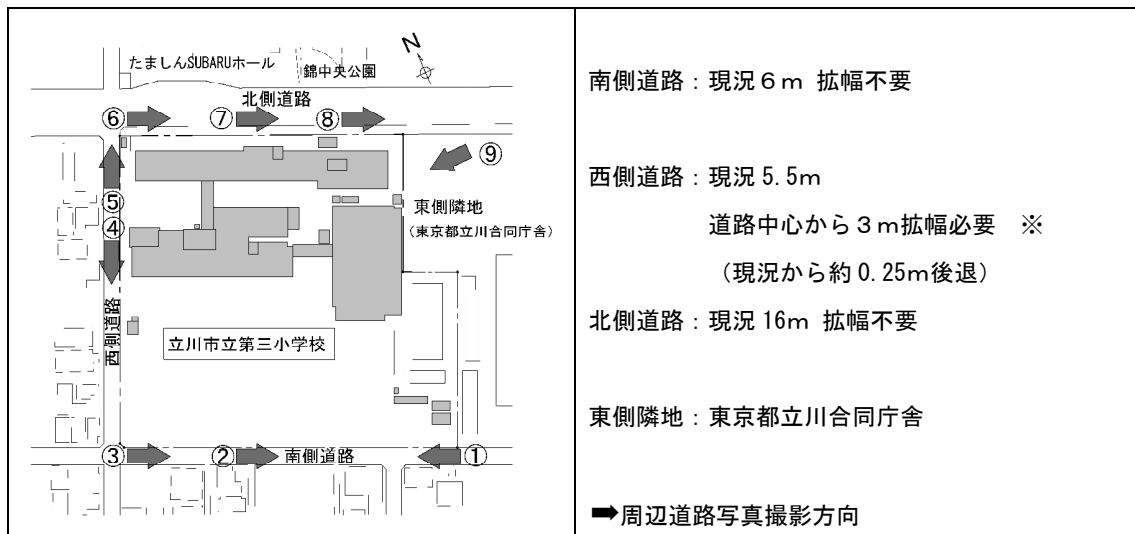 N
たましんSUBARUホール
錦中央公園
北側道路
⑥
⑦
⑧
⑨
⑤
④
東側隣地
(東京都立川合同庁舎)
西側道路
立川市立第三小学校
③
②
南側道路
①
南側道路：現況６ｍ 拡幅不要
西側道路：現況 5.5ｍ
道路中心から３ｍ拡幅必要　※
（現況から約 0.25ｍ後退）
北側道路：現況 16ｍ 拡幅不要
東側隣地：東京都立川合同庁舎
➡周辺道路写真撮影方向